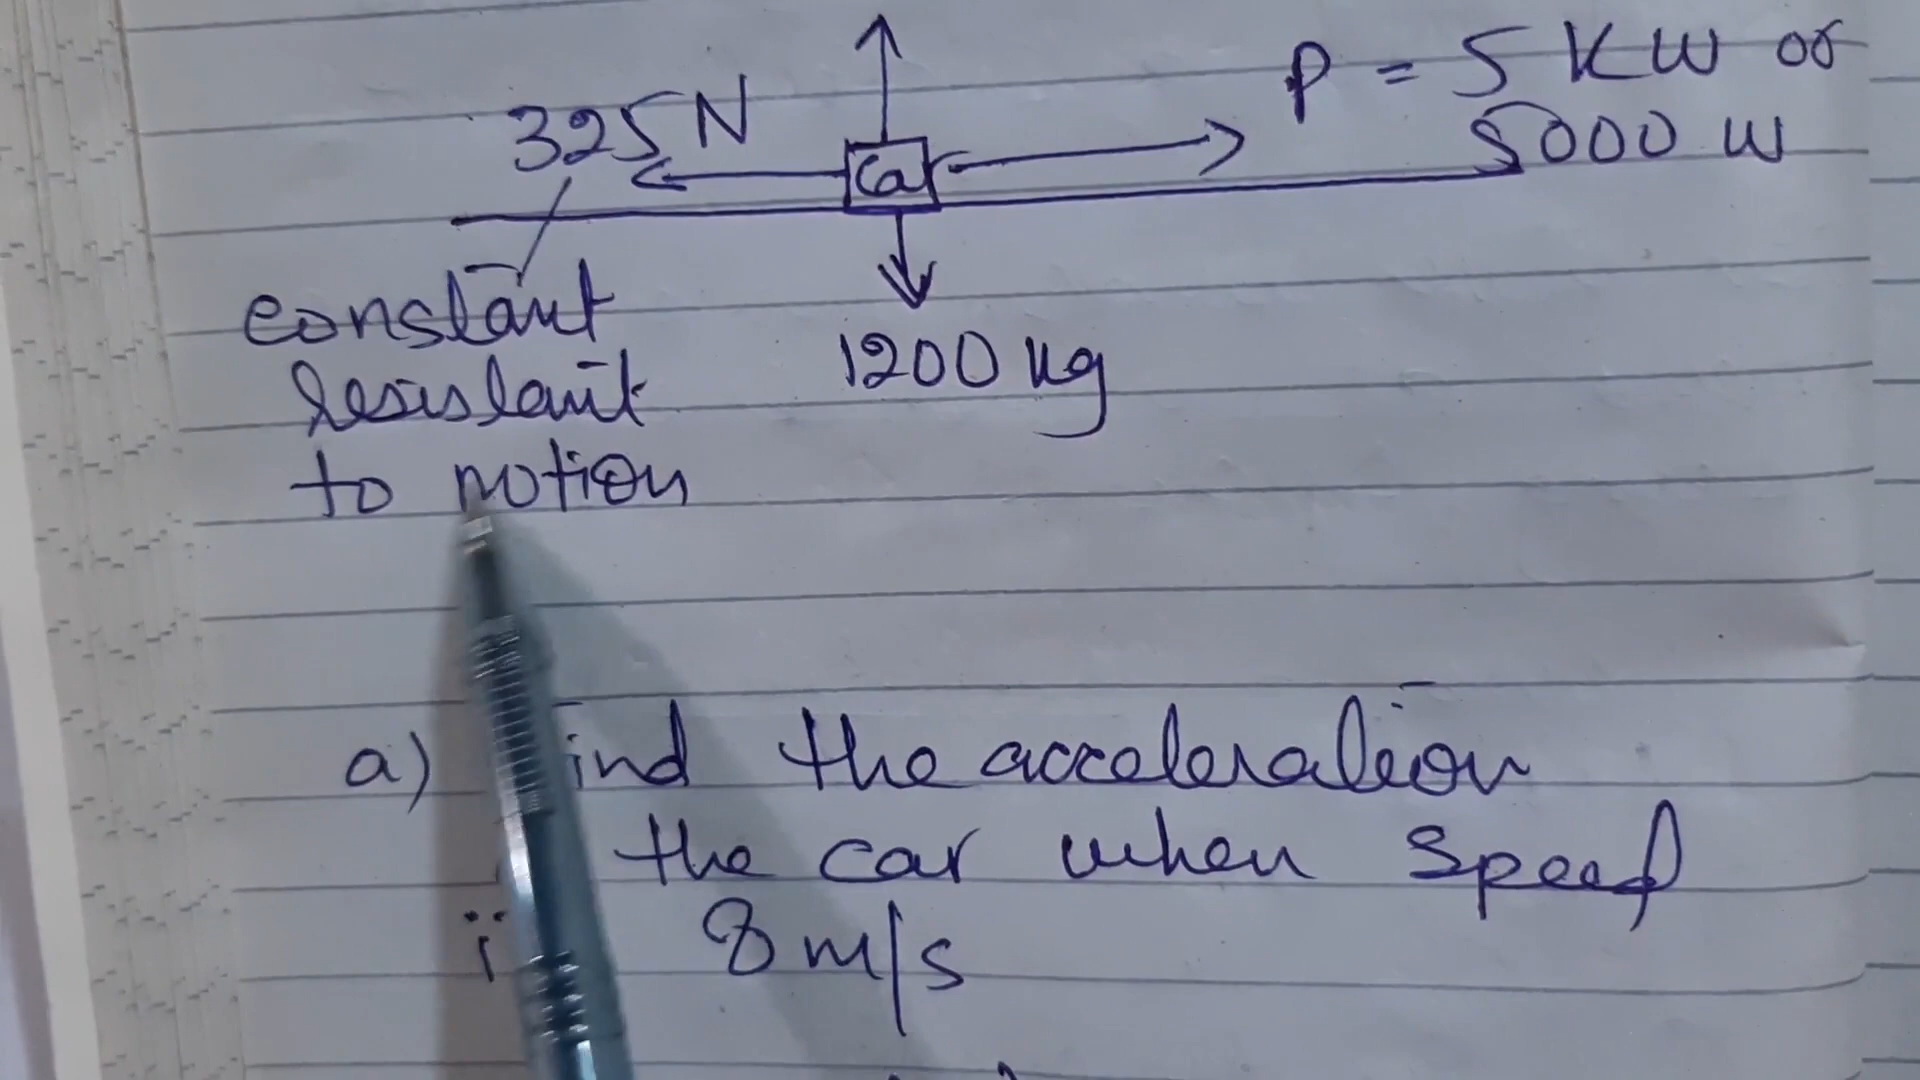 P = 5 KW or
325N
5000 W
Car
constant
resistant
to motion
1200 kg
a) ind the acceleration
the car when speed
8 m/s